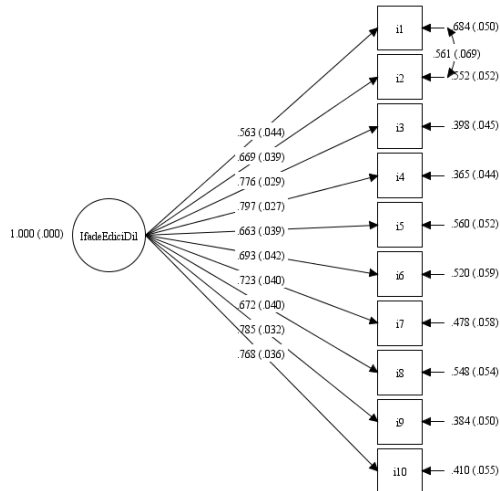 i1
.684 (.050)
.561 (.069)
i2
.552 (.052)
i3
.398 (.045)
i4
.365 (.044)
i5
.560 (.052)
i6
.520 (.059)
i7
.478 (.058)
i8
.548 (.054)
i9
.384 (.050)
i10
.410 (.055)
.563 (.044)
.669 (.039)
.776 (.029)
.797 (.027)
.663 (.039)
.693 (.042)
.723 (.040)
.672 (.040)
.785 (.032)
.768 (.036)
1.000 (.000)
IfadeEdiciDil